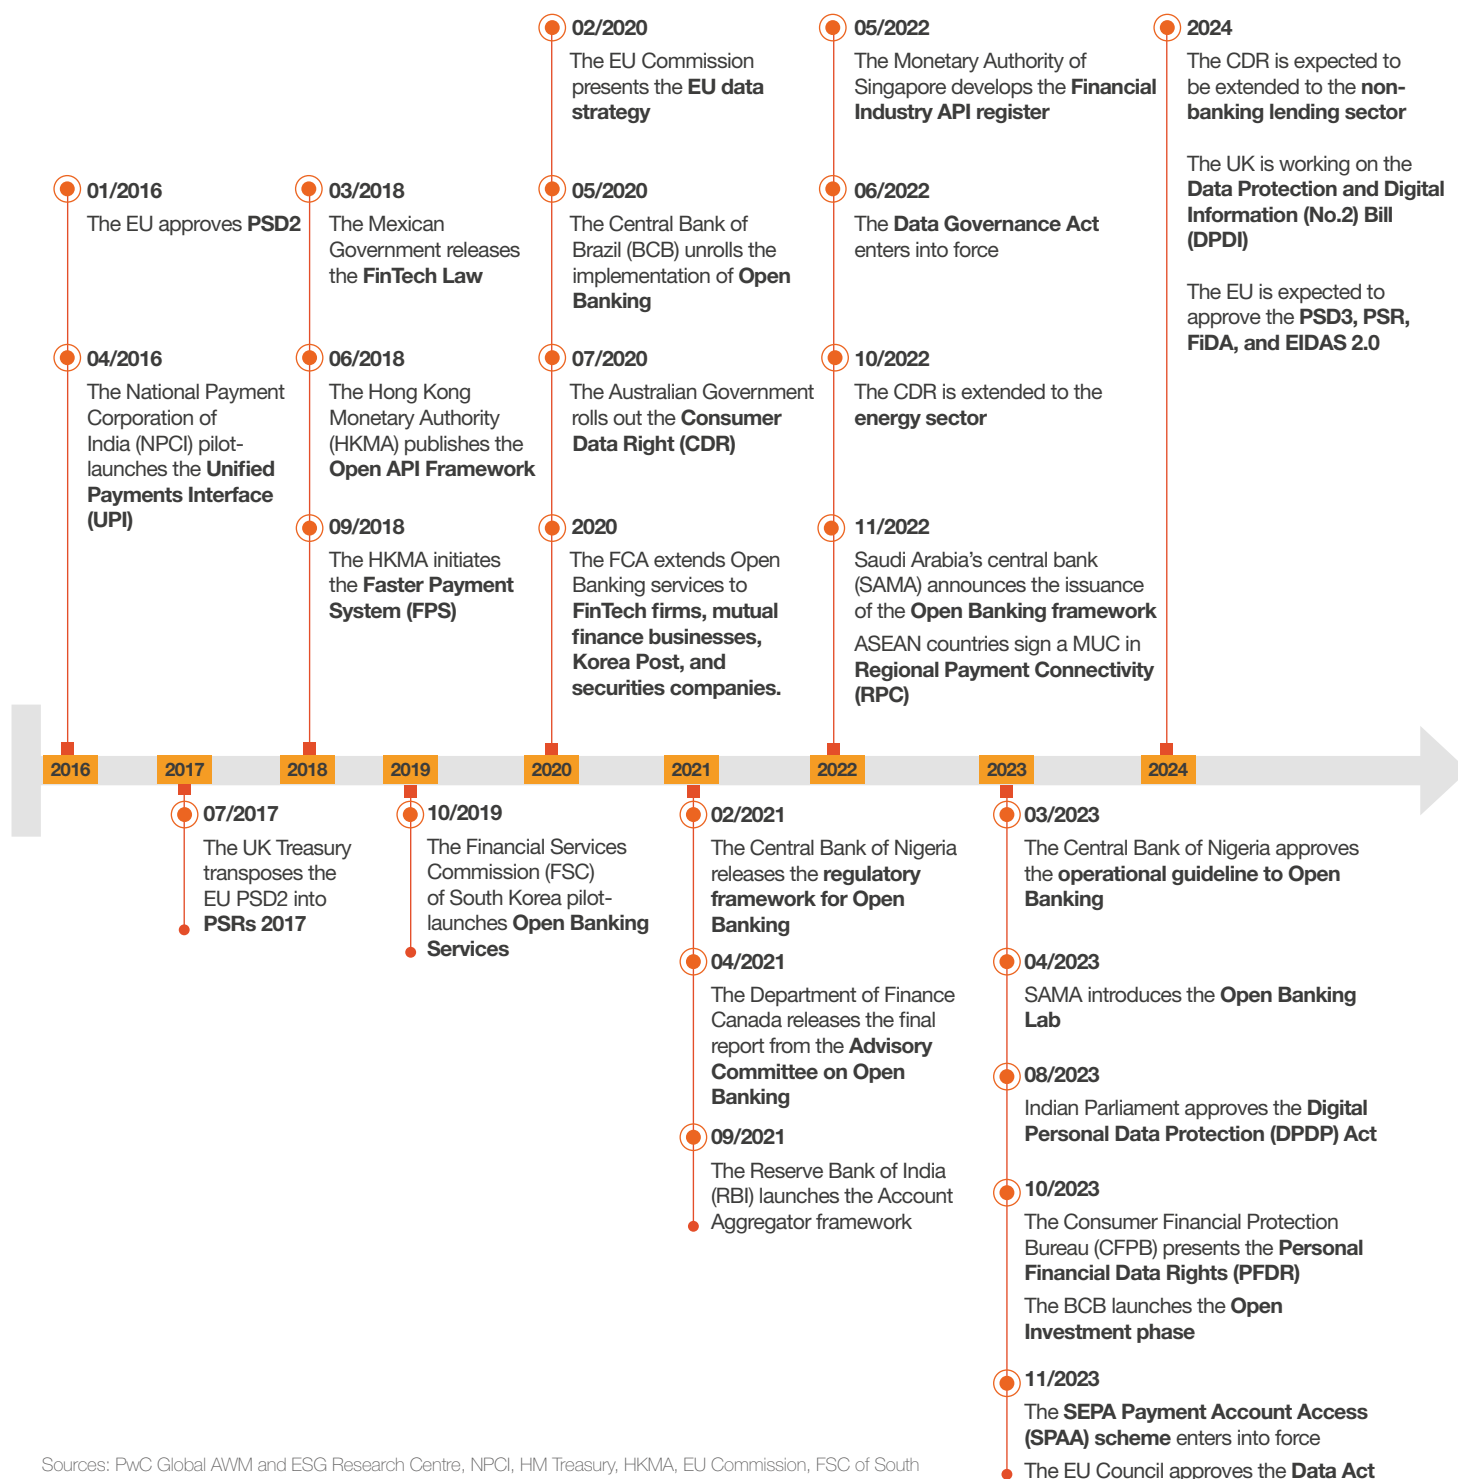 02/2020
The EU Commission
presents the EU data
strategy
05/2022
The Monetary Authority of
Singapore develops the Financial
Industry API register
2024
The CDR is expected to
be extended to the non-
banking lending sector
The UK is working on the
Data Protection and Digital
Information (No.2) Bill
(DPDI)
The EU is expected to
approve the PSD3, PSR,
FiDA, and EIDAS 2.0
01/2016
The EU approves PSD2
03/2018
The Mexican
Government releases
the FinTech Law
05/2020
The Central Bank of
Brazil (BCB) unrolls the
implementation of Open
Banking
06/2022
The Data Governance Act
enters into force
04/2016
The National Payment
Corporation of
India (NPCI) pilot-
launches the Unified
Payments Interface
(UPI)
06/2018
The Hong Kong
Monetary Authority
(HKMA) publishes the
Open API Framework
07/2020
The Australian Government
rolls out the Consumer
Data Right (CDR)
10/2022
The CDR is extended to the
energy sector
09/2018
The HKMA initiates
the Faster Payment
System (FPS)
2020
The FCA extends Open
Banking services to
FinTech firms, mutual
finance businesses,
Korea Post, and
securities companies.
11/2022
Saudi Arabia's central bank
(SAMA) announces the issuance
of the Open Banking framework
ASEAN countries sign a MUC in
Regional Payment Connectivity
(RPC)
2016
2017
2018
2019
2020
2021
2022
2023
2024
07/2017
The UK Treasury
transposes the
EU PSD2 into
PSRs 2017
10/2019
The Financial Services
Commission (FSC)
of South Korea pilot-
launches Open Banking
Services
02/2021
The Central Bank of Nigeria
releases the regulatory
framework for Open
Banking
04/2021
The Department of Finance
Canada releases the final
report from the Advisory
Committee on Open
Banking
09/2021
The Reserve Bank of India
(RBI) launches the Account
Aggregator framework
03/2023
The Central Bank of Nigeria approves
the operational guideline to Open
Banking
04/2023
SAMA introduces the Open Banking
Lab
08/2023
Indian Parliament approves the Digital
Personal Data Protection (DPDP) Act
10/2023
The Consumer Financial Protection
Bureau (CFPB) presents the Personal
Financial Data Rights (PFDR)
The BCB launches the Open
Investment phase
11/2023
The SEPA Payment Account Access
(SPAA) scheme enters into force
The EU Council approves the Data Act
Sources: PwC Global AWM and ESG Research Centre, NPCI, HM Treasury, HKMA, EU Commission, FSC of South